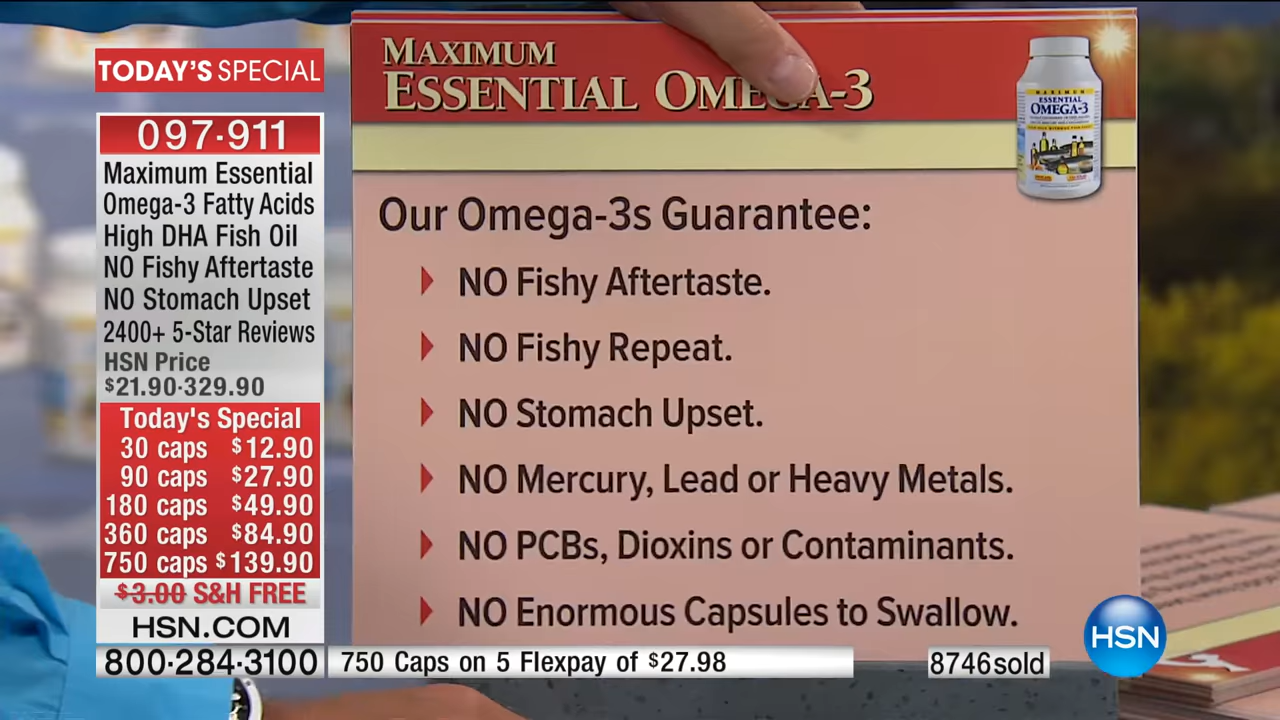 TODAY'S SPECIAL
097·911
Maximum Essential
Omega-3 Fatty Acids
High DHA Fish Oil
NO Fishy Aftertaste
NO Stomach Upset
2400+ 5-Star Reviews
HSN Price
$21.90-329.90
Today's Special
30 caps $12.90
90 caps $27.90
180 caps $49.90
360 caps $84.90
750 caps $139.90
$3.00 S&H FREE
HSN.COM
800·284·3100
750 Caps on 5 Flexpay of $27.98
8746 sold
HSN
MAXIMUM
ESSENTIAL OMEGA-3
MAXIMUM
ESSENTIAL
OMEGA-3
Our Omega-3s Guarantee:
NO Fishy Aftertaste.
NO Fishy Repeat.
NO Stomach Upset.
NO Mercury, Lead or Heavy Metals.
NO PCBs, Dioxins or Contaminants.
NO Enormous Capsules to Swallow.